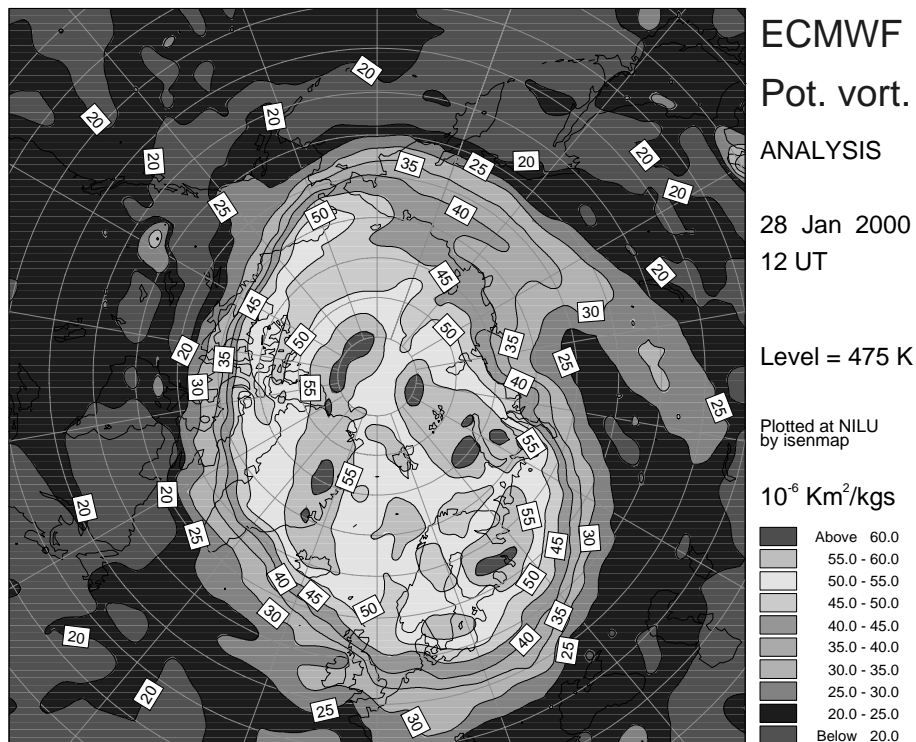 ECMWF
Pot. vort.
ANALYSIS
28 Jan 2000
12 UT
Level = 475 K
Plotted at NILU
by isenmap
10⁻⁶ Km²/kgs
Above 60.0
55.0 - 60.0
50.0 - 55.0
45.0 - 50.0
40.0 - 45.0
35.0 - 40.0
30.0 - 35.0
25.0 - 30.0
20.0 - 25.0
Below 20.0
20
20
20
20
20
35
25
20
20
25
50
40
20
45
45
20
30
50
50
35
20
35
25
30
55
40
25
55
55
20
20
55
25
45
30
40
45
50
50
30
35
20
40
25
20
25
30